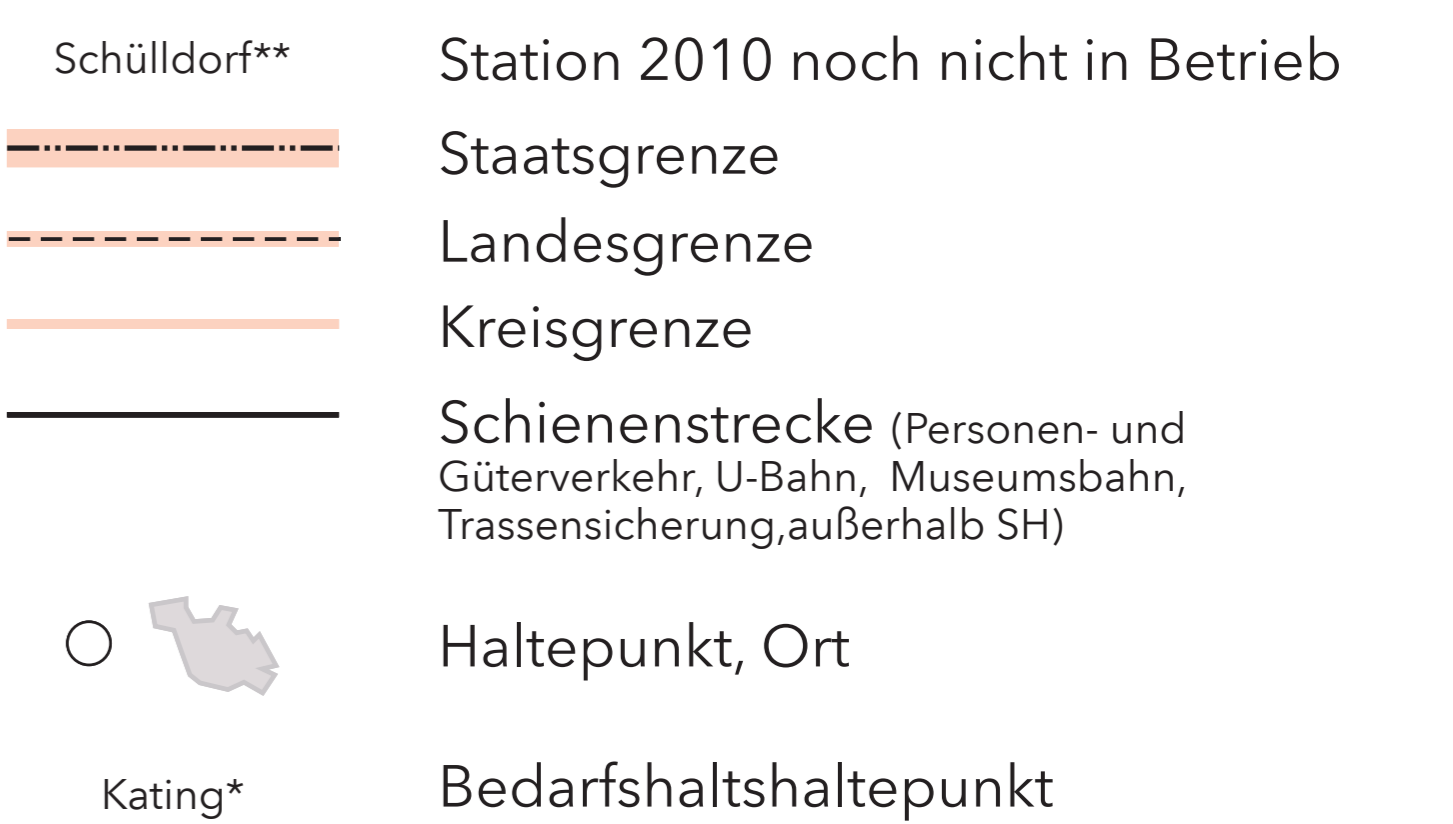 Schülldorf** Station 2010 noch nicht in Betrieb
Staatsgrenze
Landesgrenze
Kreisgrenze
Schienenstrecke (Personen- und
Güterverkehr, U-Bahn, Museumsbahn,
Trassensicherung,außerhalb SH)
Haltepunkt, Ort
Kating* Bedarfshaltshaltepunkt